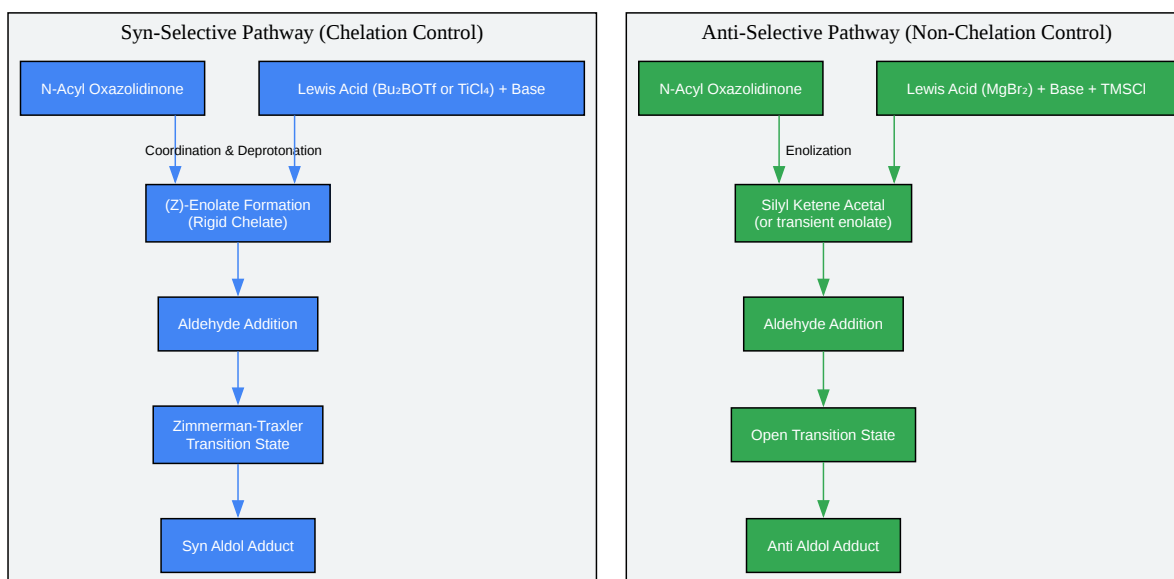 Syn-Selective Pathway (Chelation Control)
N-Acyl Oxazolidinone
Lewis Acid (Bu₂BOTf or TiCl₄) + Base
Coordination & Deprotonation
(Z)-Enolate Formation
(Rigid Chelate)
Aldehyde Addition
Zimmerman-Traxler
Transition State
Syn Aldol Adduct
Anti-Selective Pathway (Non-Chelation Control)
N-Acyl Oxazolidinone
Lewis Acid (MgBr₂) + Base + TMSCl
Enolization
Silyl Ketene Acetal
(or transient enolate)
Aldehyde Addition
Open Transition State
Anti Aldol Adduct